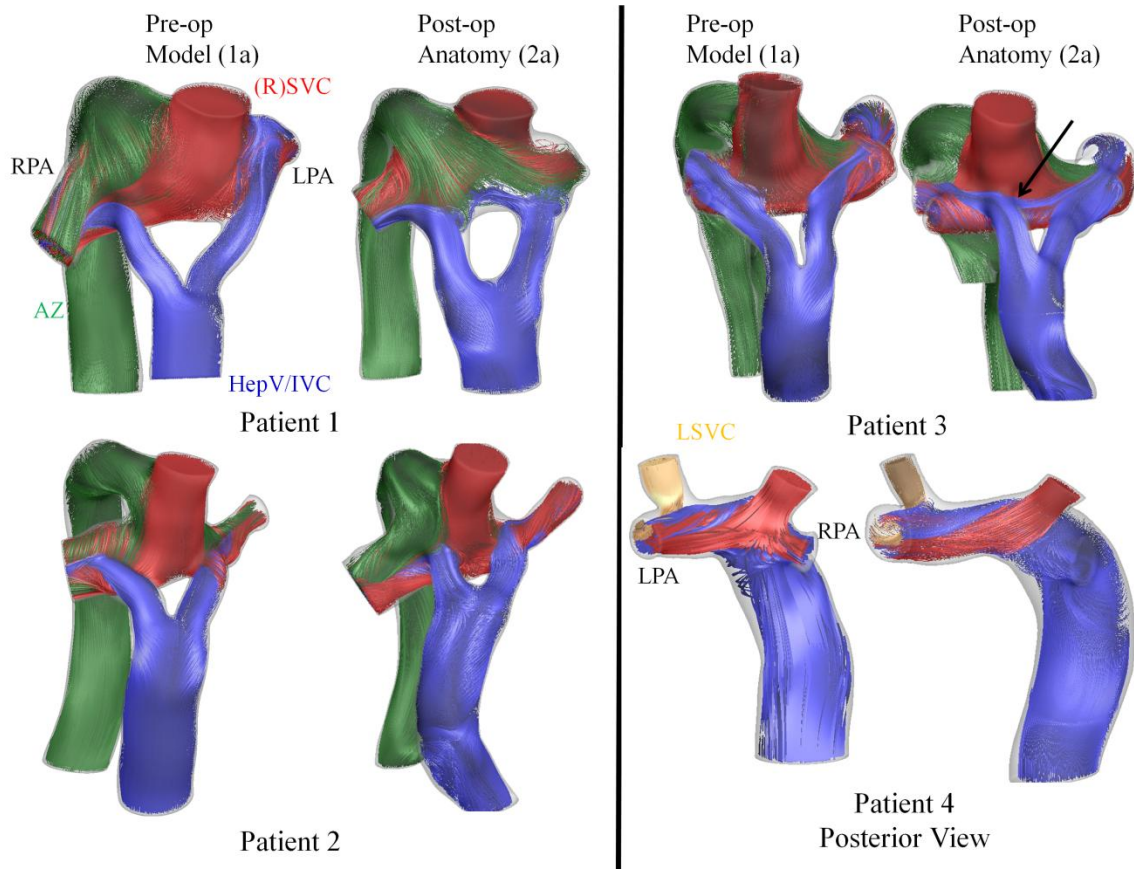 Pre-op
Model (1a)
Post-op
Anatomy (2a)
(R)SVC
RPA
LPA
AZ
HepV/IVC
Patient 1
Patient 2
Pre-op
Model (1a)
Post-op
Anatomy (2a)
Patient 3
LSVC
RPA
LPA
Patient 4
Posterior View